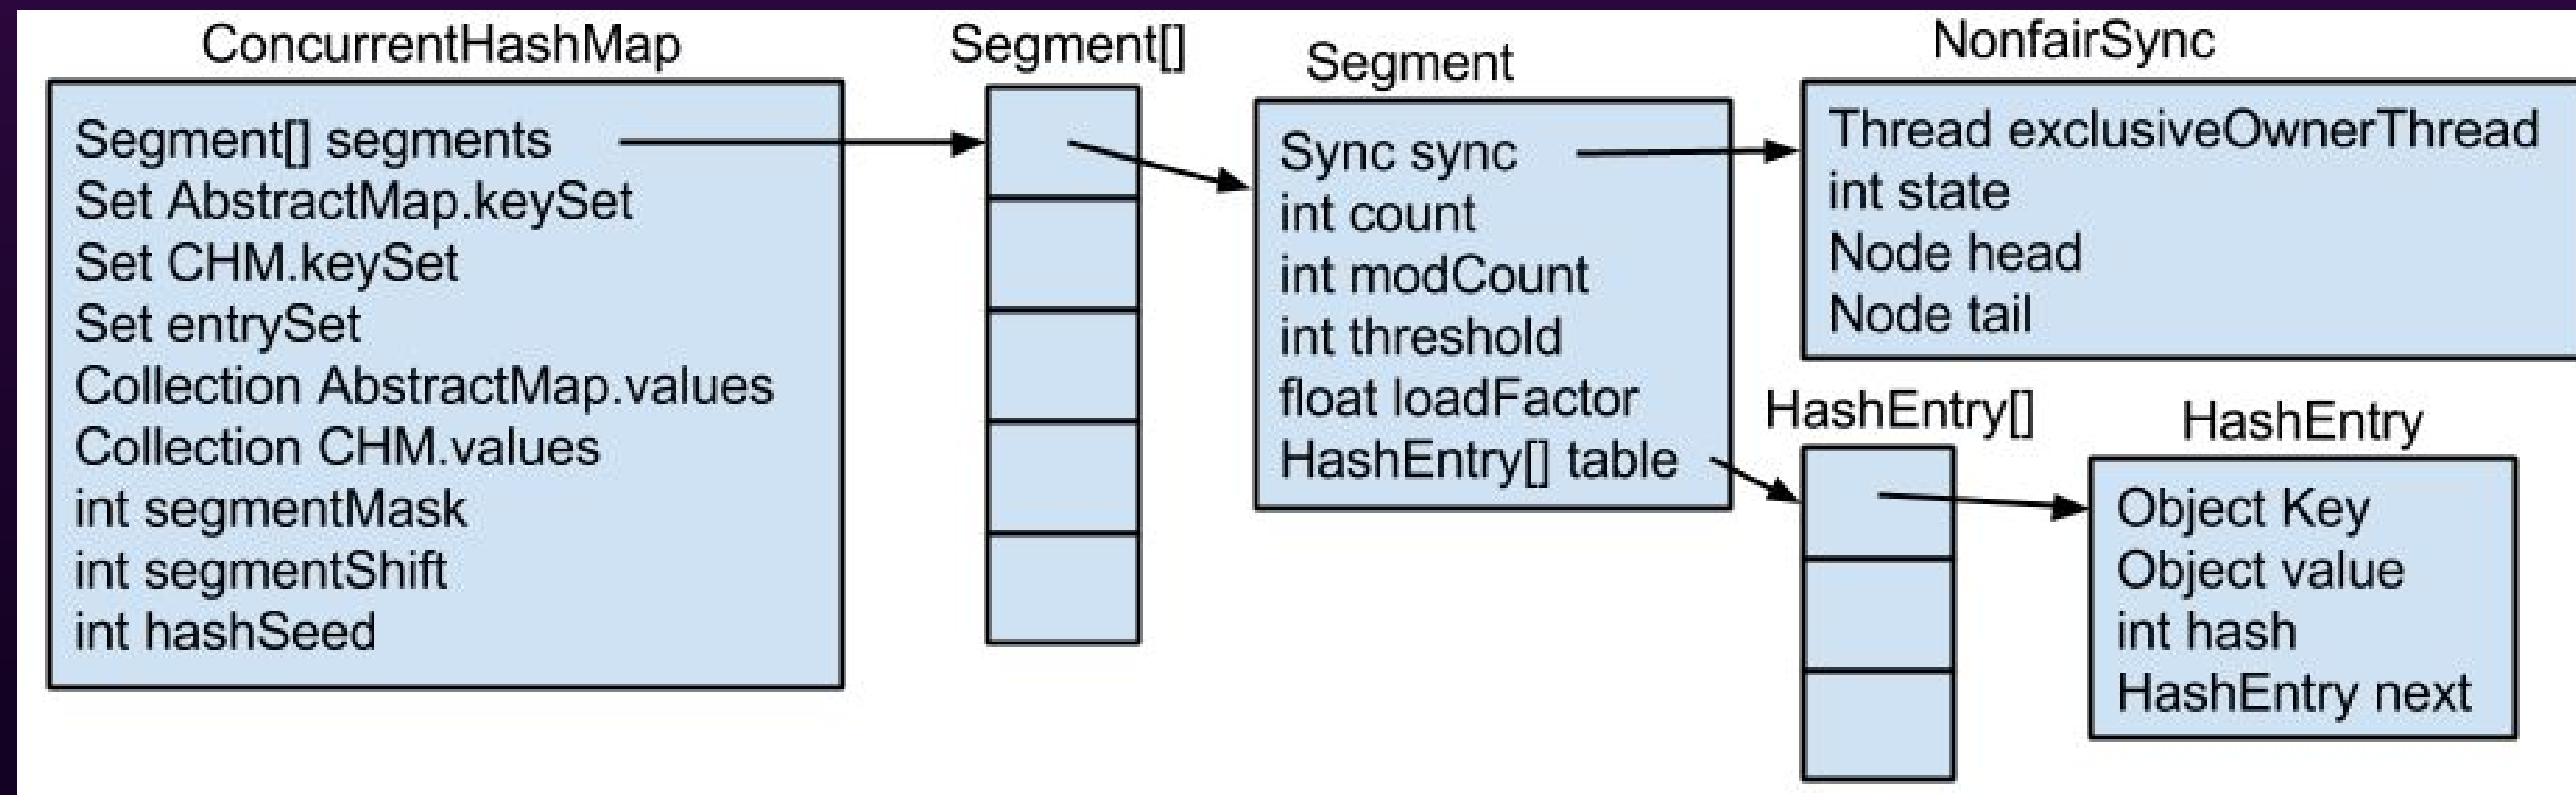 ConcurrentHashMap
Segment[] segments
Set AbstractMap.keySet
Set CHM.keySet
Set entrySet
Collection AbstractMap.values
Collection CHM.values
int segmentMask
int segmentShift
int hashSeed
Segment[]
Segment
Sync sync
int count
int modCount
int threshold
float loadFactor
HashEntry[] table
NonfairSync
Thread exclusiveOwnerThread
int state
Node head
Node tail
HashEntry[]
HashEntry
Object Key
Object value
int hash
HashEntry next